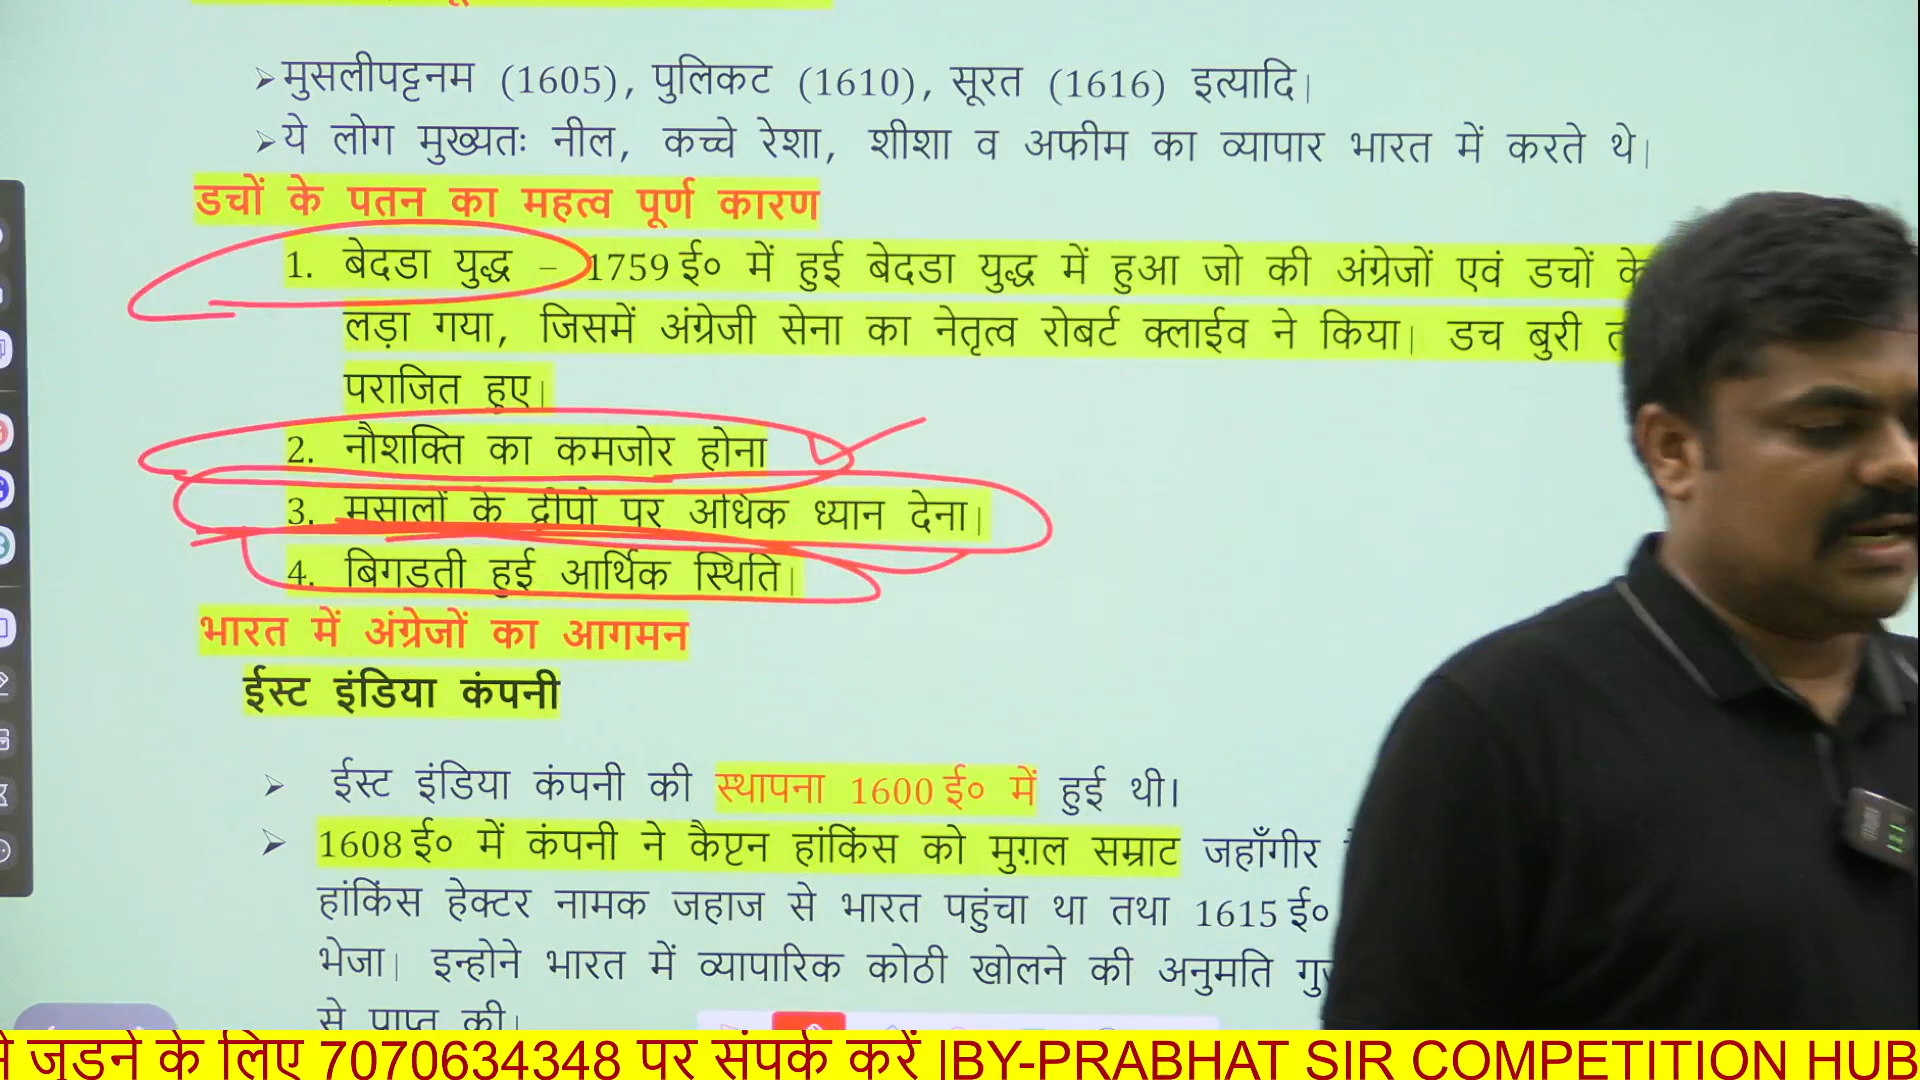 ➢मुसलीपट्टनम (1605), पुलिकट (1610), सूरत (1616) इत्यादि।
➢ये लोग मुख्यतः नील, कच्चे रेशा, शीशा व अफीम का व्यापार भारत में करते थे।
डचों के पतन का महत्व पूर्ण कारण
1. बेदडा युद्ध – 1759 ई० में हुई बेदडा युद्ध में हुआ जो की अंग्रेजों एवं डचों के
लड़ा गया, जिसमें अंग्रेजी सेना का नेतृत्व रोबर्ट क्लाईव ने किया। डच बुरी
पराजित हुए।
2. नौशक्ति का कमजोर होना
3. मसालों के द्वीपो पर अधिक ध्यान देना।
4. बिगडती हुई आर्थिक स्थिति।
भारत में अंग्रेजों का आगमन
ईस्ट इंडिया कंपनी
➢ ईस्ट इंडिया कंपनी की स्थापना 1600 ई० में हुई थी।
➢ 1608 ई० में कंपनी ने कैप्टन हांकिंस को मुग़ल सम्राट जहाँगीर
हांकिंस हेक्टर नामक जहाज से भारत पहुंचा था तथा 1615 ई०
भेजा। इन्होने भारत में व्यापारिक कोठी खोलने की अनुमति
से प्राप्त की।
से जुडने के लिए 7070634348 पर संपर्क करें |BY-PRABHAT SIR COMPETITION HUB